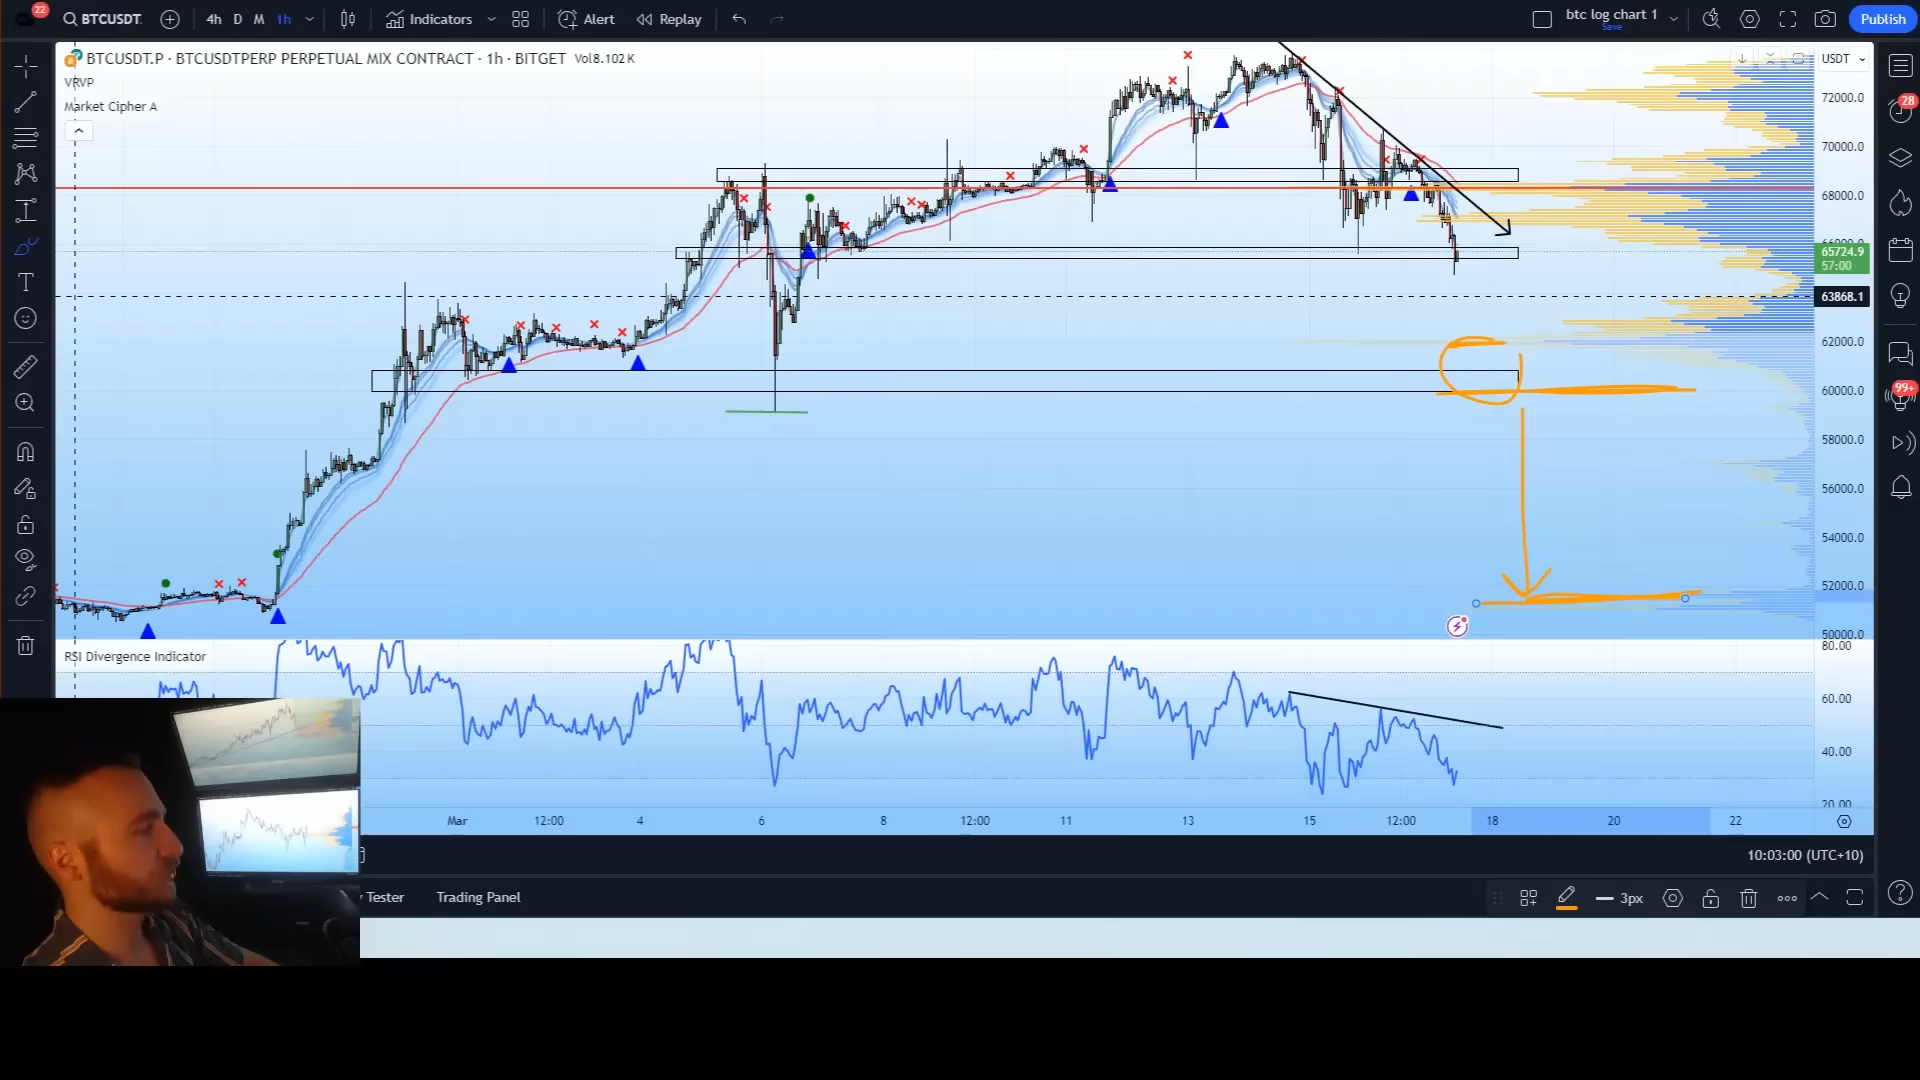 22
BTCUSDT.
4h D M 1h
Indicators
Alert
Replay
btc log chart 1
Save
Publish
BTCUSDT.P · BTCUSDTPERP PERPETUAL MIX CONTRACT · 1h · BITGET Vol8.102K
VRVP
Market Cipher A
USDT
72000.0
70000.0
68000.0
66000.0
65724.9
57:00
63868.1
62000.0
60000.0
58000.0
56000.0
54000.0
52000.0
50000.0
28
99+
RSI Divergence Indicator
80.00
60.00
40.00
20.00
Mar 12:00 4 6 8 12:00 11 13 15 12:00 18 20 22
10:03:00 (UTC+10)
Tester Trading Panel
3px